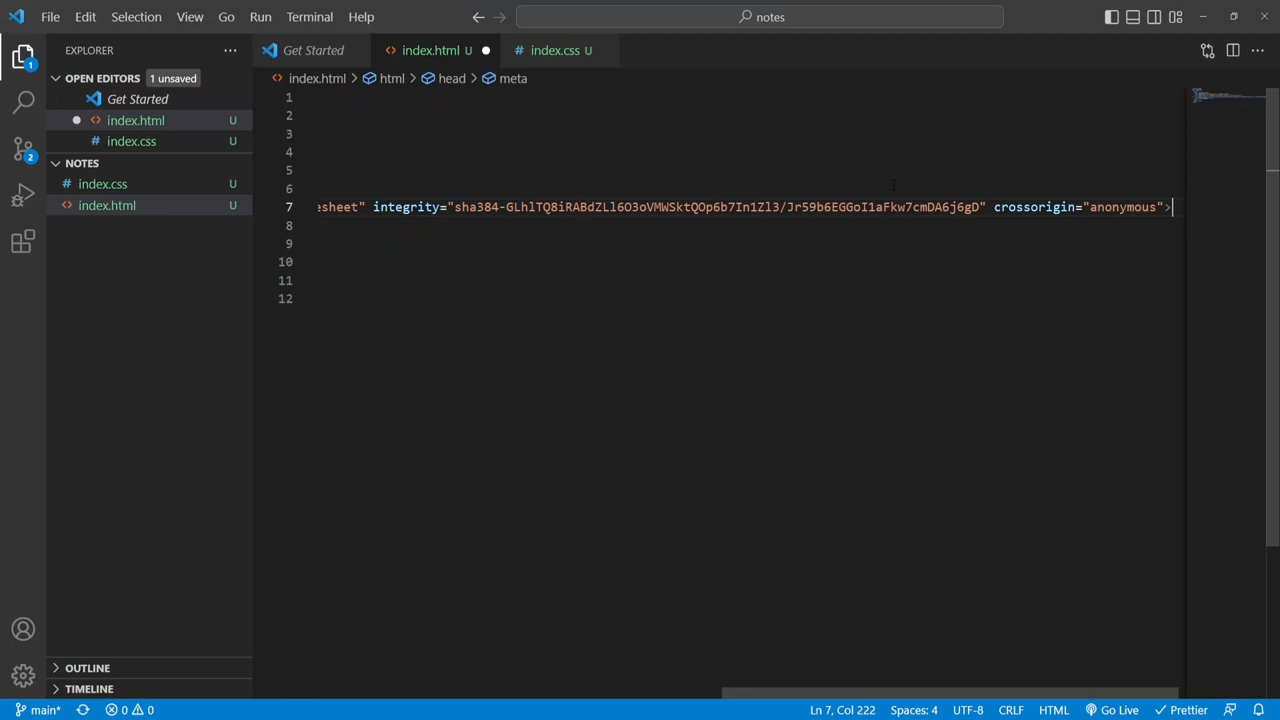 File Edit Selection View Go Run Terminal Help
notes
EXPLORER
Get Started
index.html U
index.css U
OPEN EDITORS 1 unsaved
index.html > html > head > meta
Get Started
index.html U
index.css U
NOTES
index.css U
index.html U
1
2
3
4
5
6
7 esheet" integrity="sha384-GLhlTQ8iRABdZLl6O3oVMWSktQOp6b7In1Zl3/Jr59b6EGGoI1aFkw7cmDA6j6gD" crossorigin="anonymous">
8
9
10
11
12
1
2
OUTLINE
TIMELINE
main* 0 0 Ln 7, Col 222 Spaces: 4 UTF-8 CRLF HTML Go Live Prettier